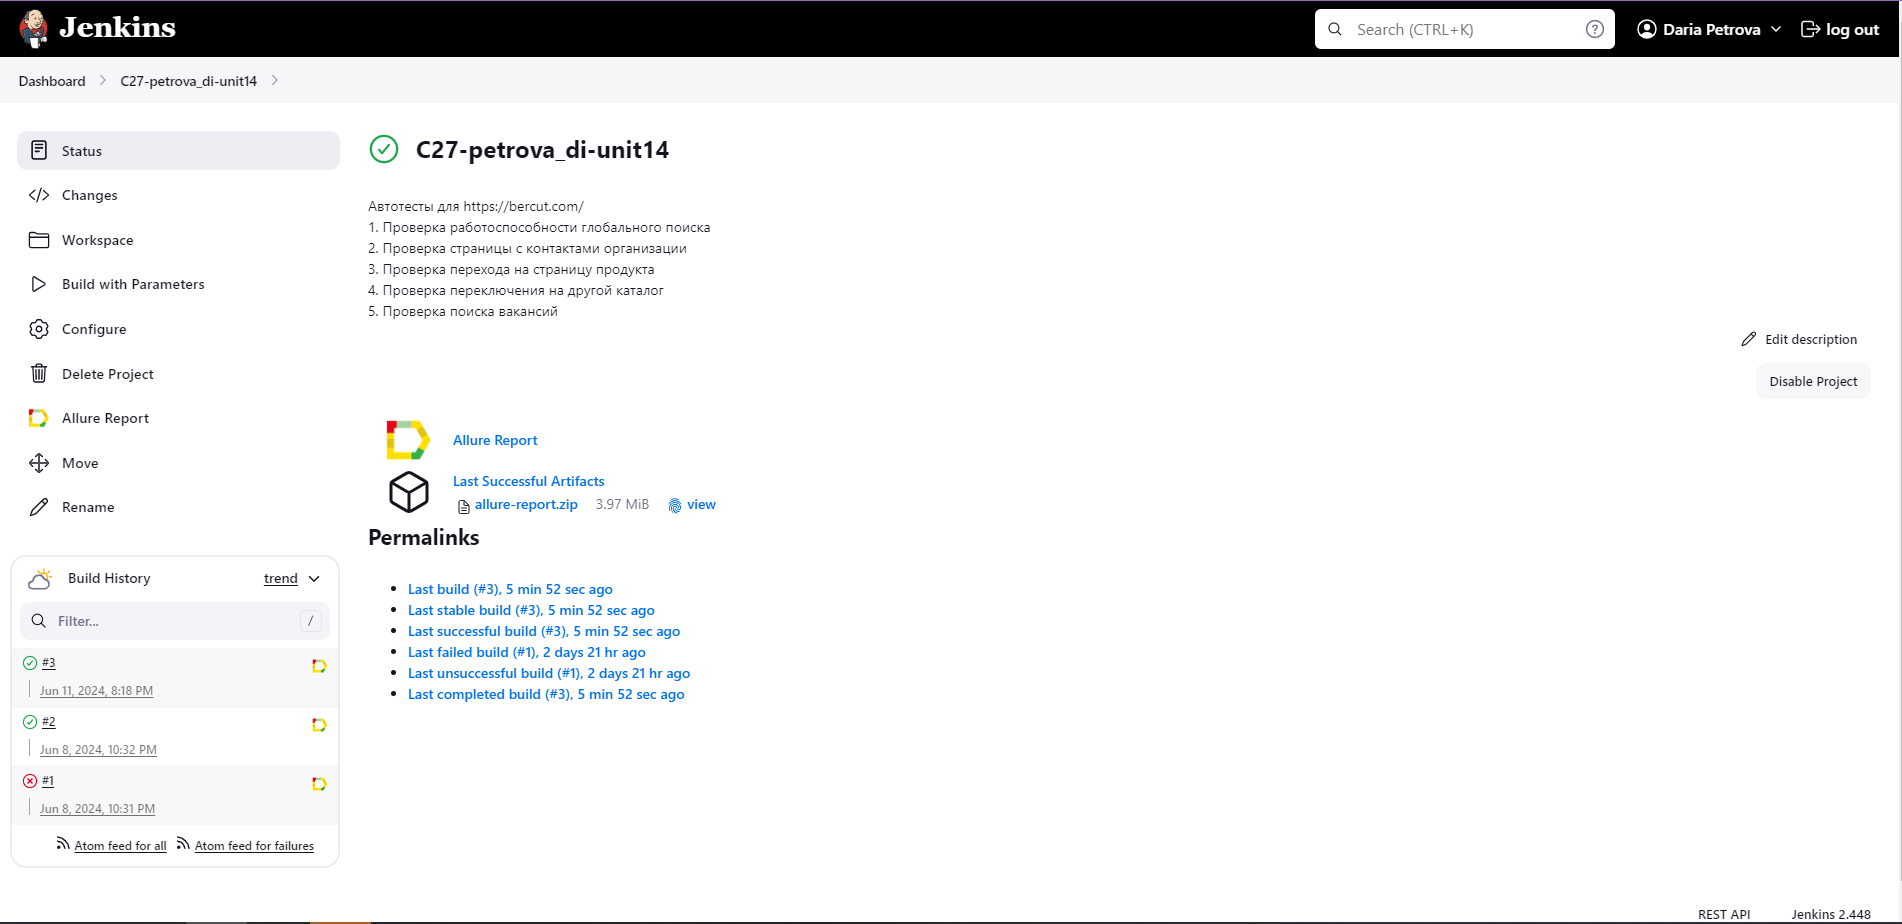 Jenkins
Search (CTRL+K)
Daria Petrova
log out
Dashboard
C27-petrova_di-unit14
Status
Changes
Workspace
Build with Parameters
Configure
Delete Project
Allure Report
Move
Rename
Build History
trend
Filter...
/
#3
Jun 11, 2024, 8:18 PM
#2
Jun 8, 2024, 10:32 PM
#1
Jun 8, 2024, 10:31 PM
Atom feed for all
Atom feed for failures
C27-petrova_di-unit14
Автотесты для https://bercut.com/
1. Проверка работоспособности глобального поиска
2. Проверка страницы с контактами организации
3. Проверка перехода на страницу продукта
4. Проверка переключения на другой каталог
5. Проверка поиска вакансий
Edit description
Disable Project
Allure Report
Last Successful Artifacts
allure-report.zip 3.97 MiB view
Permalinks
Last build (#3), 5 min 52 sec ago
Last stable build (#3), 5 min 52 sec ago
Last successful build (#3), 5 min 52 sec ago
Last failed build (#1), 2 days 21 hr ago
Last unsuccessful build (#1), 2 days 21 hr ago
Last completed build (#3), 5 min 52 sec ago
REST API
Jenkins 2.448